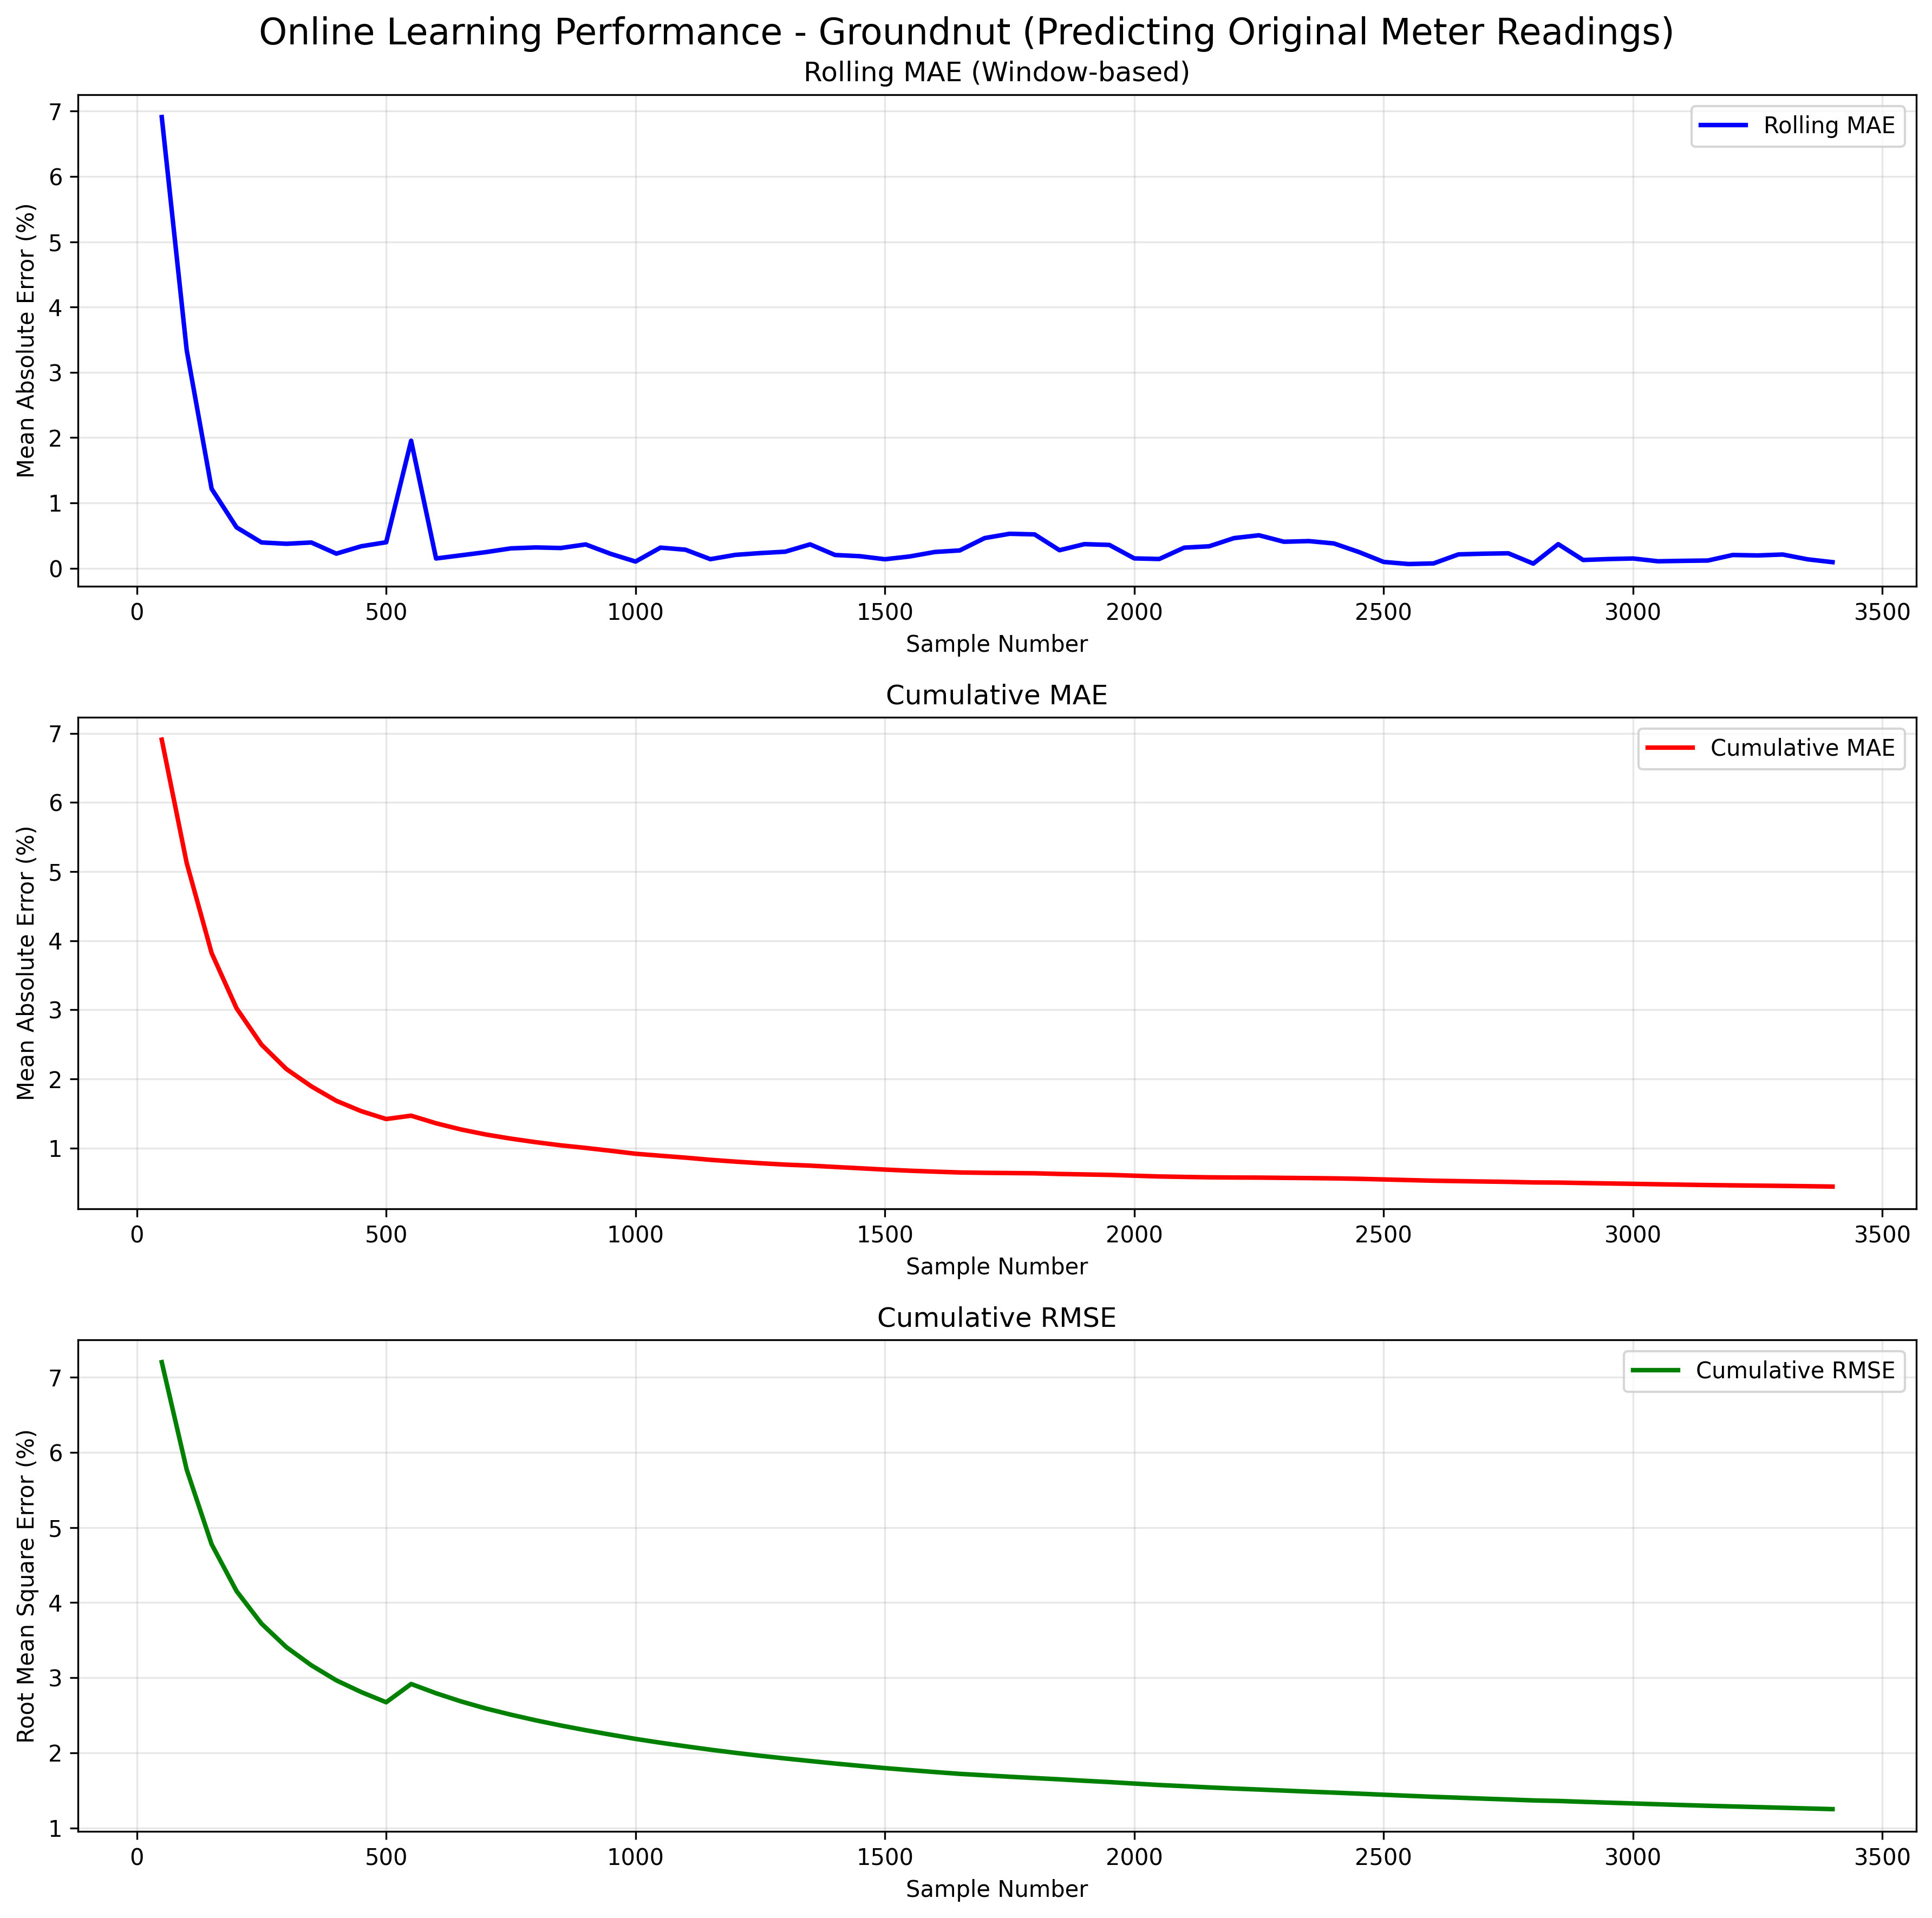 Online Learning Performance - Groundnut (Predicting Original Meter Readings)
Rolling MAE (Window-based)
Rolling MAE
Mean Absolute Error (%)
7
6
5
4
3
2
1
0
0 500 1000 1500 2000 2500 3000 3500
Sample Number
Cumulative MAE
Cumulative MAE
Mean Absolute Error (%)
7
6
5
4
3
2
1
0 500 1000 1500 2000 2500 3000 3500
Sample Number
Cumulative RMSE
Cumulative RMSE
Root Mean Square Error (%)
7
6
5
4
3
2
1
0 500 1000 1500 2000 2500 3000 3500
Sample Number